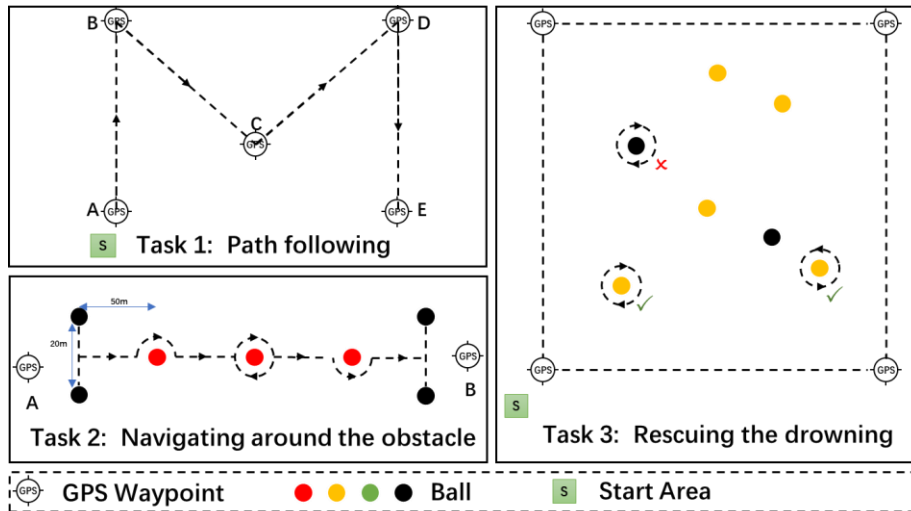 B
GPS
GPS
D
C
GPS
A
GPS
GPS
E
S
Task 1: Path following
50m
20m
GPS
A
GPS
B
Task 2: Navigating around the obstacle
GPS
GPS
x
✓
✓
GPS
GPS
S
Task 3: Rescuing the drowning
GPS
GPS Waypoint
Ball
S
Start Area